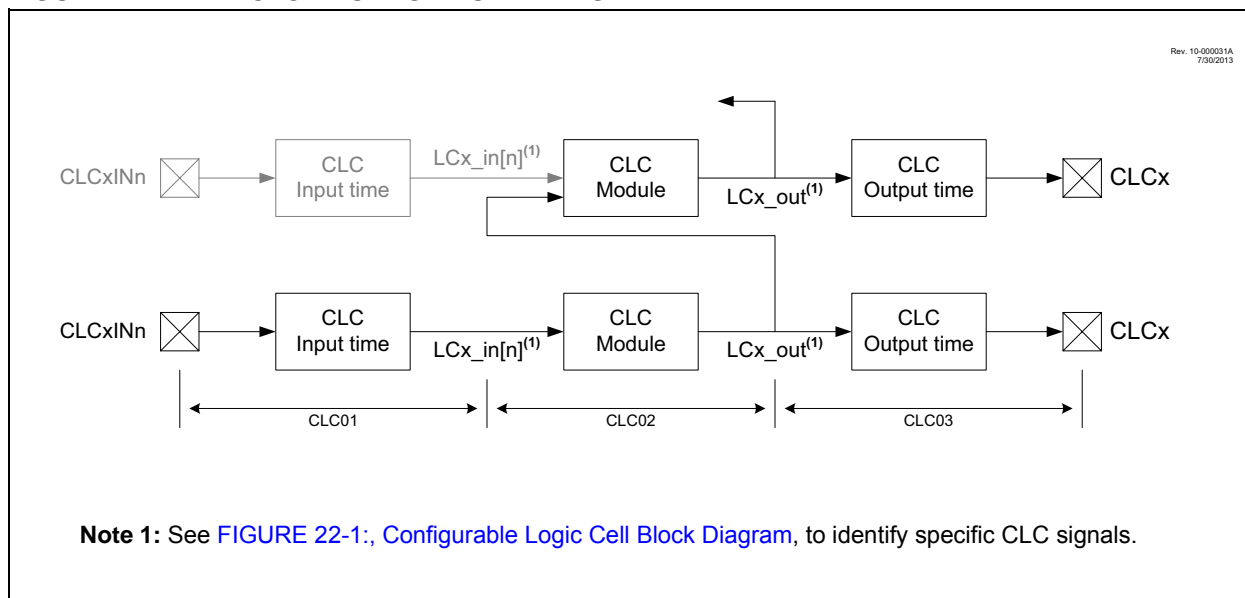 Rev. 10-000031A
7/30/2013
CLCxINn
CLC
Input time
LCx_in[n](1)
CLC
Module
LCx_out(1)
CLC
Output time
CLCx
CLCxINn
CLC
Input time
LCx_in[n](1)
CLC
Module
LCx_out(1)
CLC
Output time
CLCx
CLC01
CLC02
CLC03
Note 1: See FIGURE 22-1:, Configurable Logic Cell Block Diagram, to identify specific CLC signals.